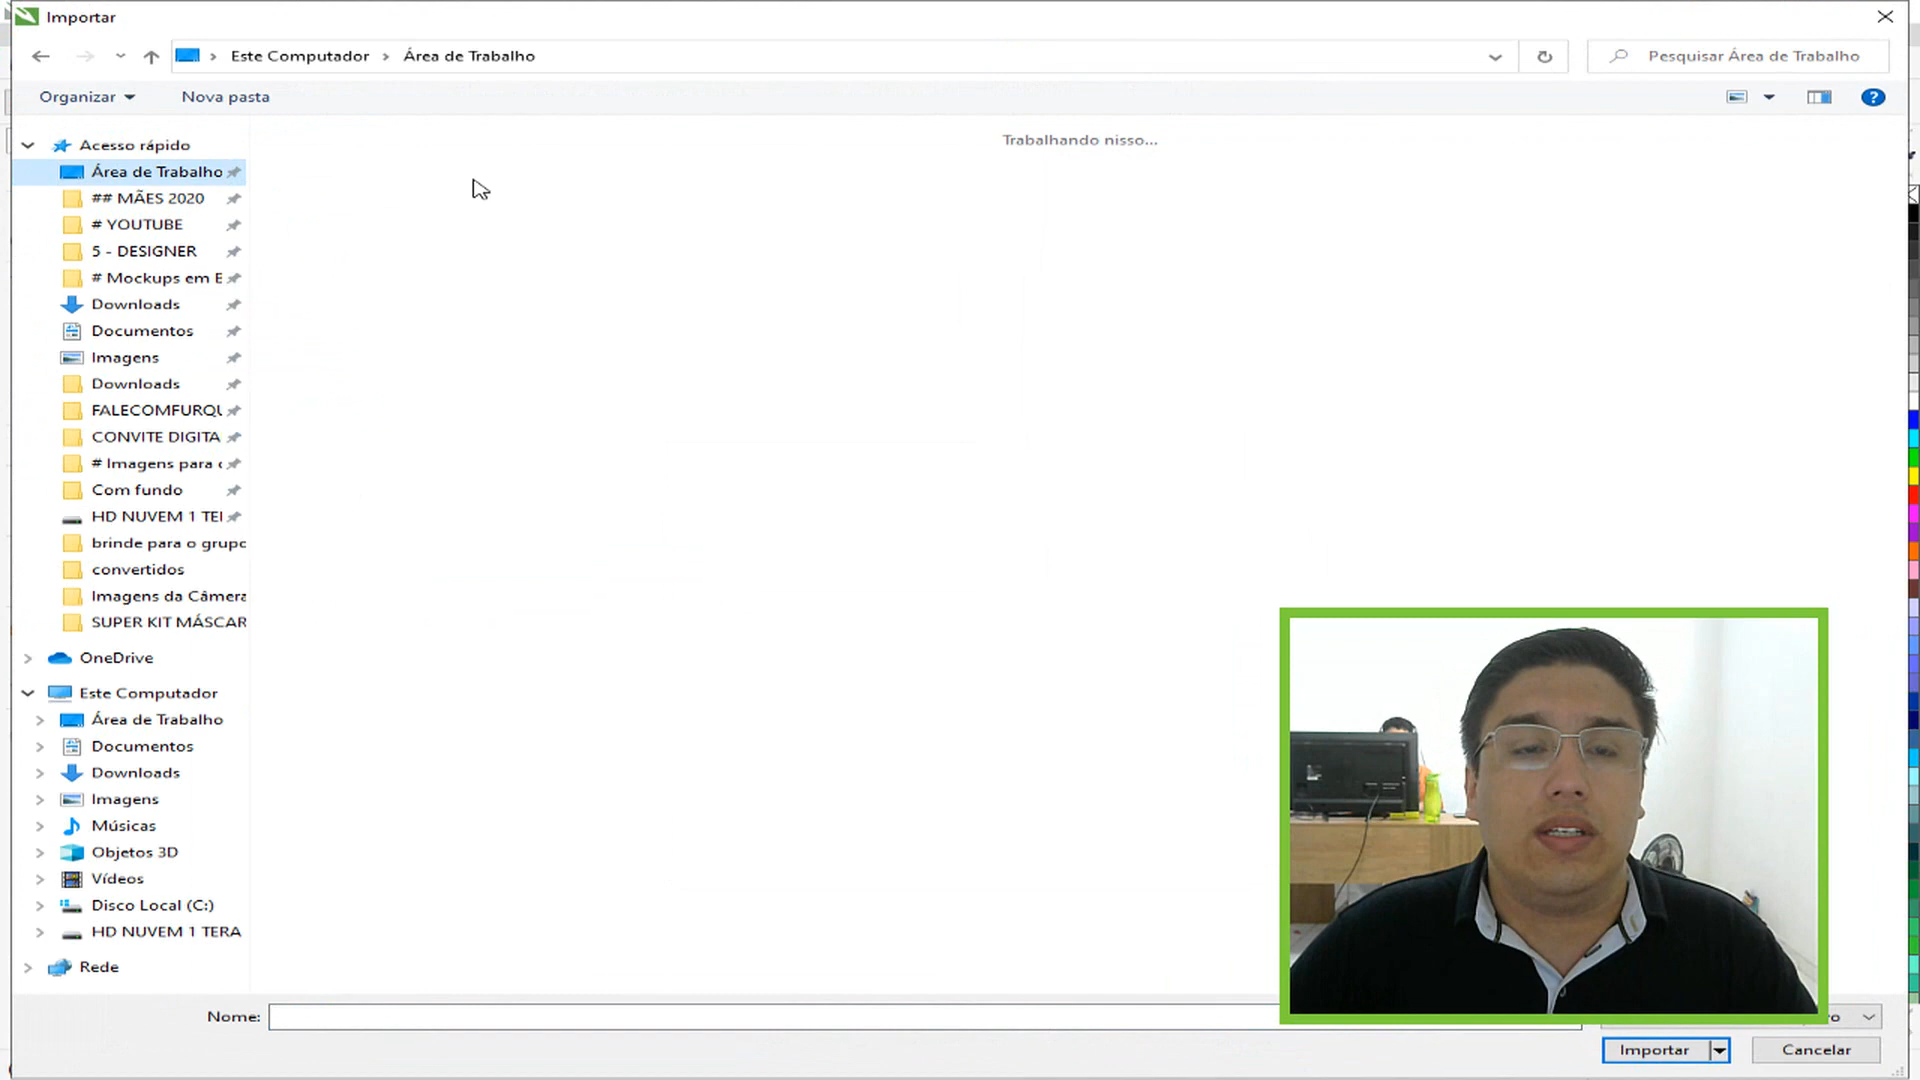 Importar
Este Computador
Área de Trabalho
Pesquisar Área de Trabalho
Organizar
Nova pasta
Trabalhando nisso...
Acesso rápido
Área de Trabalho
## MÃES 2020
# YOUTUBE
5 - DESIGNER
# Mockups em E
Downloads
Documentos
Imagens
Downloads
FALECOMFURQU
CONVITE DIGITA
# Imagens para
Com fundo
HD NUVEM 1 TE
brinde para o grupo
convertidos
Imagens da Câmera
SUPER KIT MÁSCAR
OneDrive
Este Computador
Área de Trabalho
Documentos
Downloads
Imagens
Músicas
Objetos 3D
Vídeos
Disco Local (C:)
HD NUVEM 1 TERA
Rede
Nome:
Importar
Cancelar